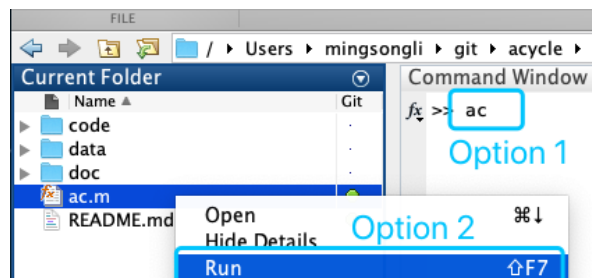 FILE
/ ▸ Users ▸ mingsongli ▸ git ▸ acycle ▸
Current Folder
Command Window
Name ▲ Git
fx >> ac
code
data
Option 1
doc
ac.m
README.md
Open ⌘↓
Option 2
Hide Details
Run ⇧F7